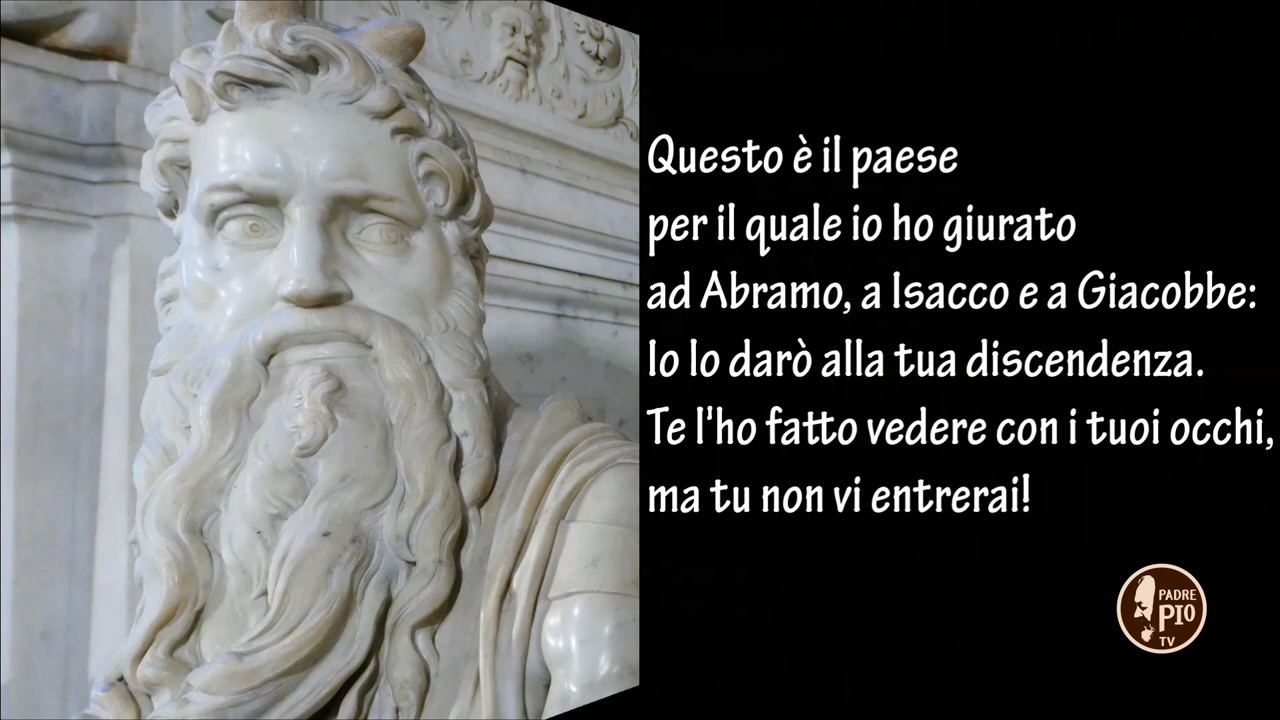 Questo è il paese
per il quale io ho giurato
ad Abramo, a Isacco e a Giacobbe:
Io lo darò alla tua discendenza.
Te l'ho fatto vedere con i tuoi occhi,
ma tu non vi entrerai!
PADRE
PIO
TV